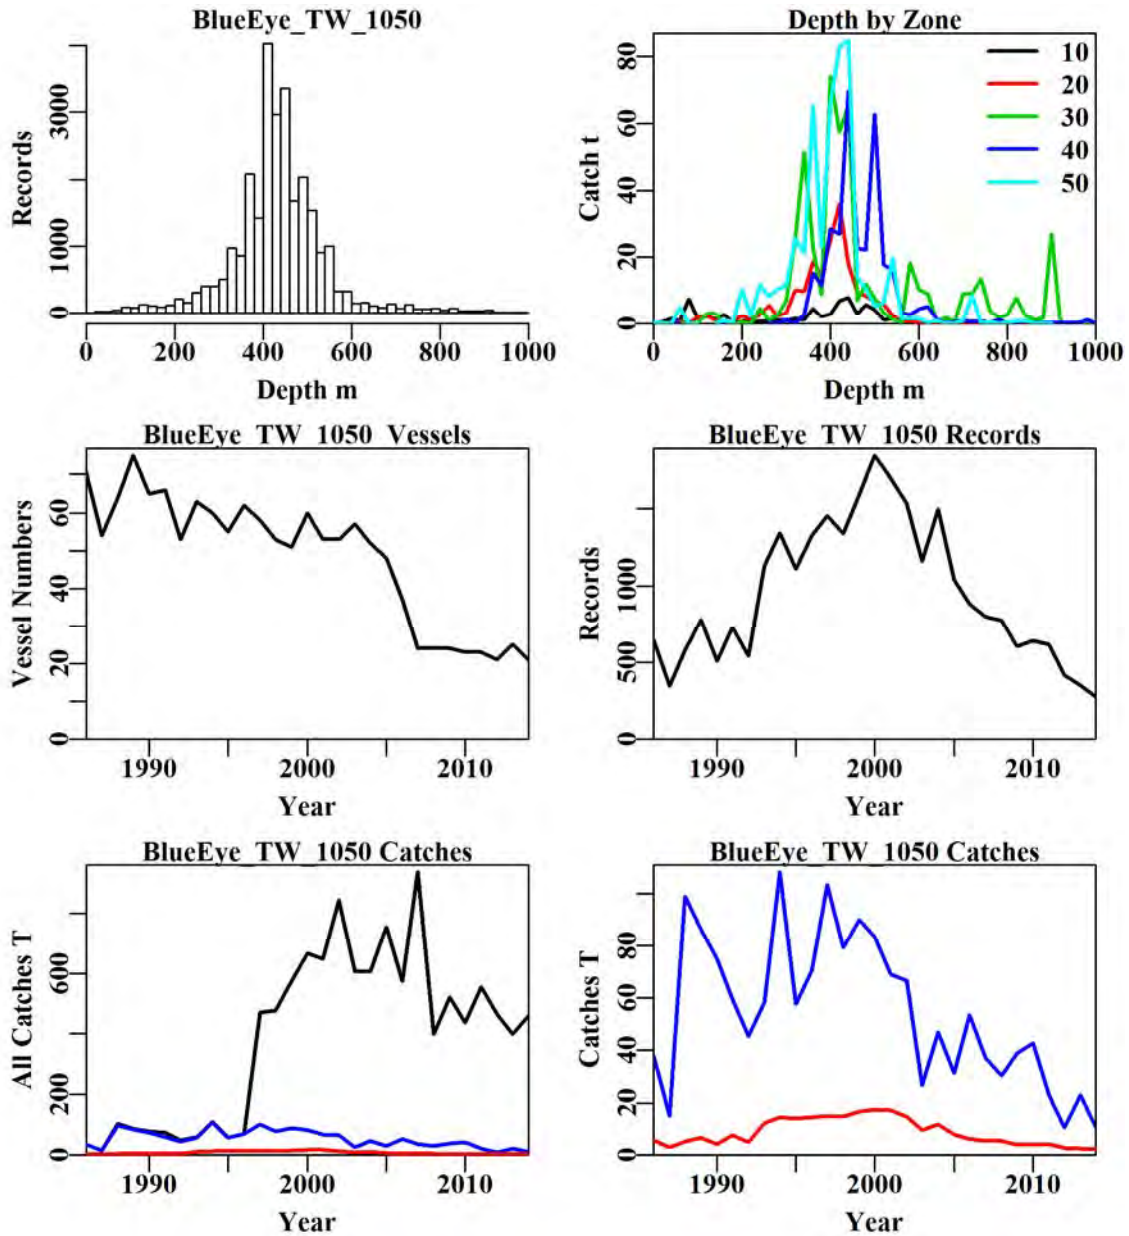 BlueEye_TW_1050
Records
0 1000 3000
0 200 400 600 800 1000
Depth m
Depth by Zone
Catch t
0 20 40 60 80
10
20
30
40
50
0 200 400 600 800 1000
Depth m
BlueEye_TW_1050_Vessels
Vessel Numbers
0 20 40 60
1990 2000 2010
Year
BlueEye_TW_1050 Records
Records
0 500 1000
1990 2000 2010
Year
BlueEye_TW_1050 Catches
All Catches T
0 200 600
1990 2000 2010
Year
BlueEye_TW_1050 Catches
Catches T
0 20 40 60 80
1990 2000 2010
Year